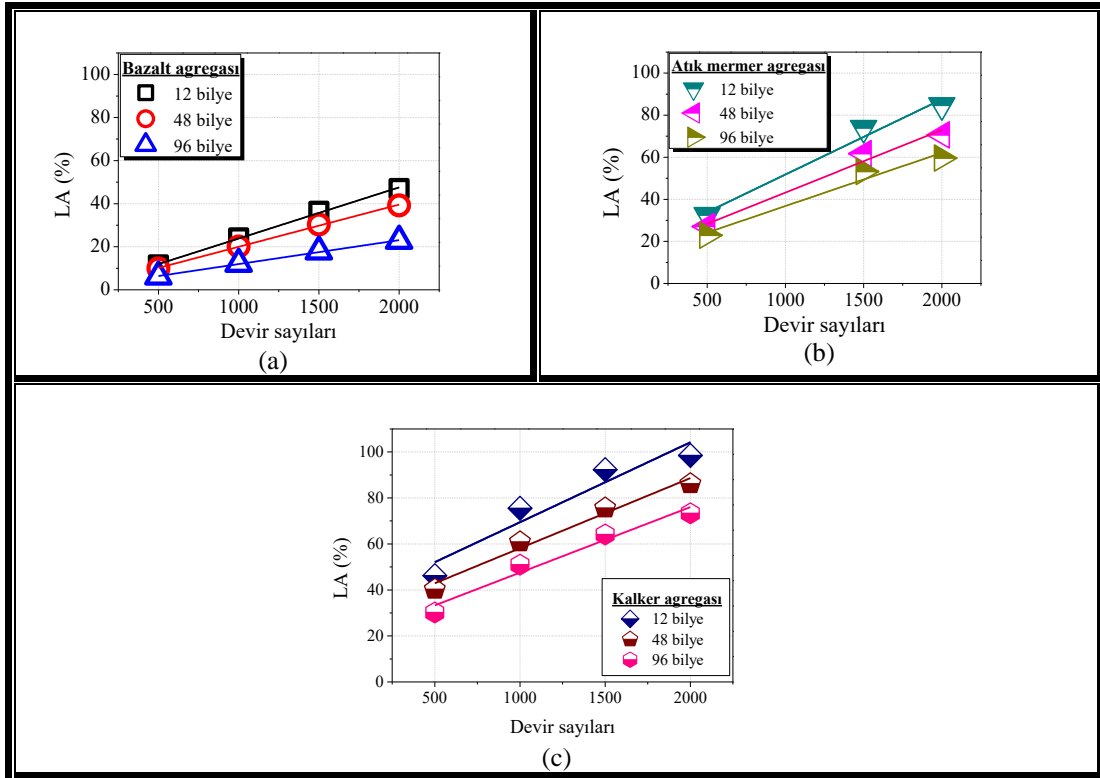 Bazalt agregası
12 bilye
48 bilye
96 bilye
LA (%)
100
80
60
40
20
0
500 1000 1500 2000
Devir sayıları
(a)
Atık mermer agregası
12 bilye
48 bilye
96 bilye
LA (%)
100
80
60
40
20
0
500 1000 1500 2000
Devir sayıları
(b)
LA (%)
100
80
60
40
20
0
Kalker agregası
12 bilye
48 bilye
96 bilye
500 1000 1500 2000
Devir sayıları
(c)